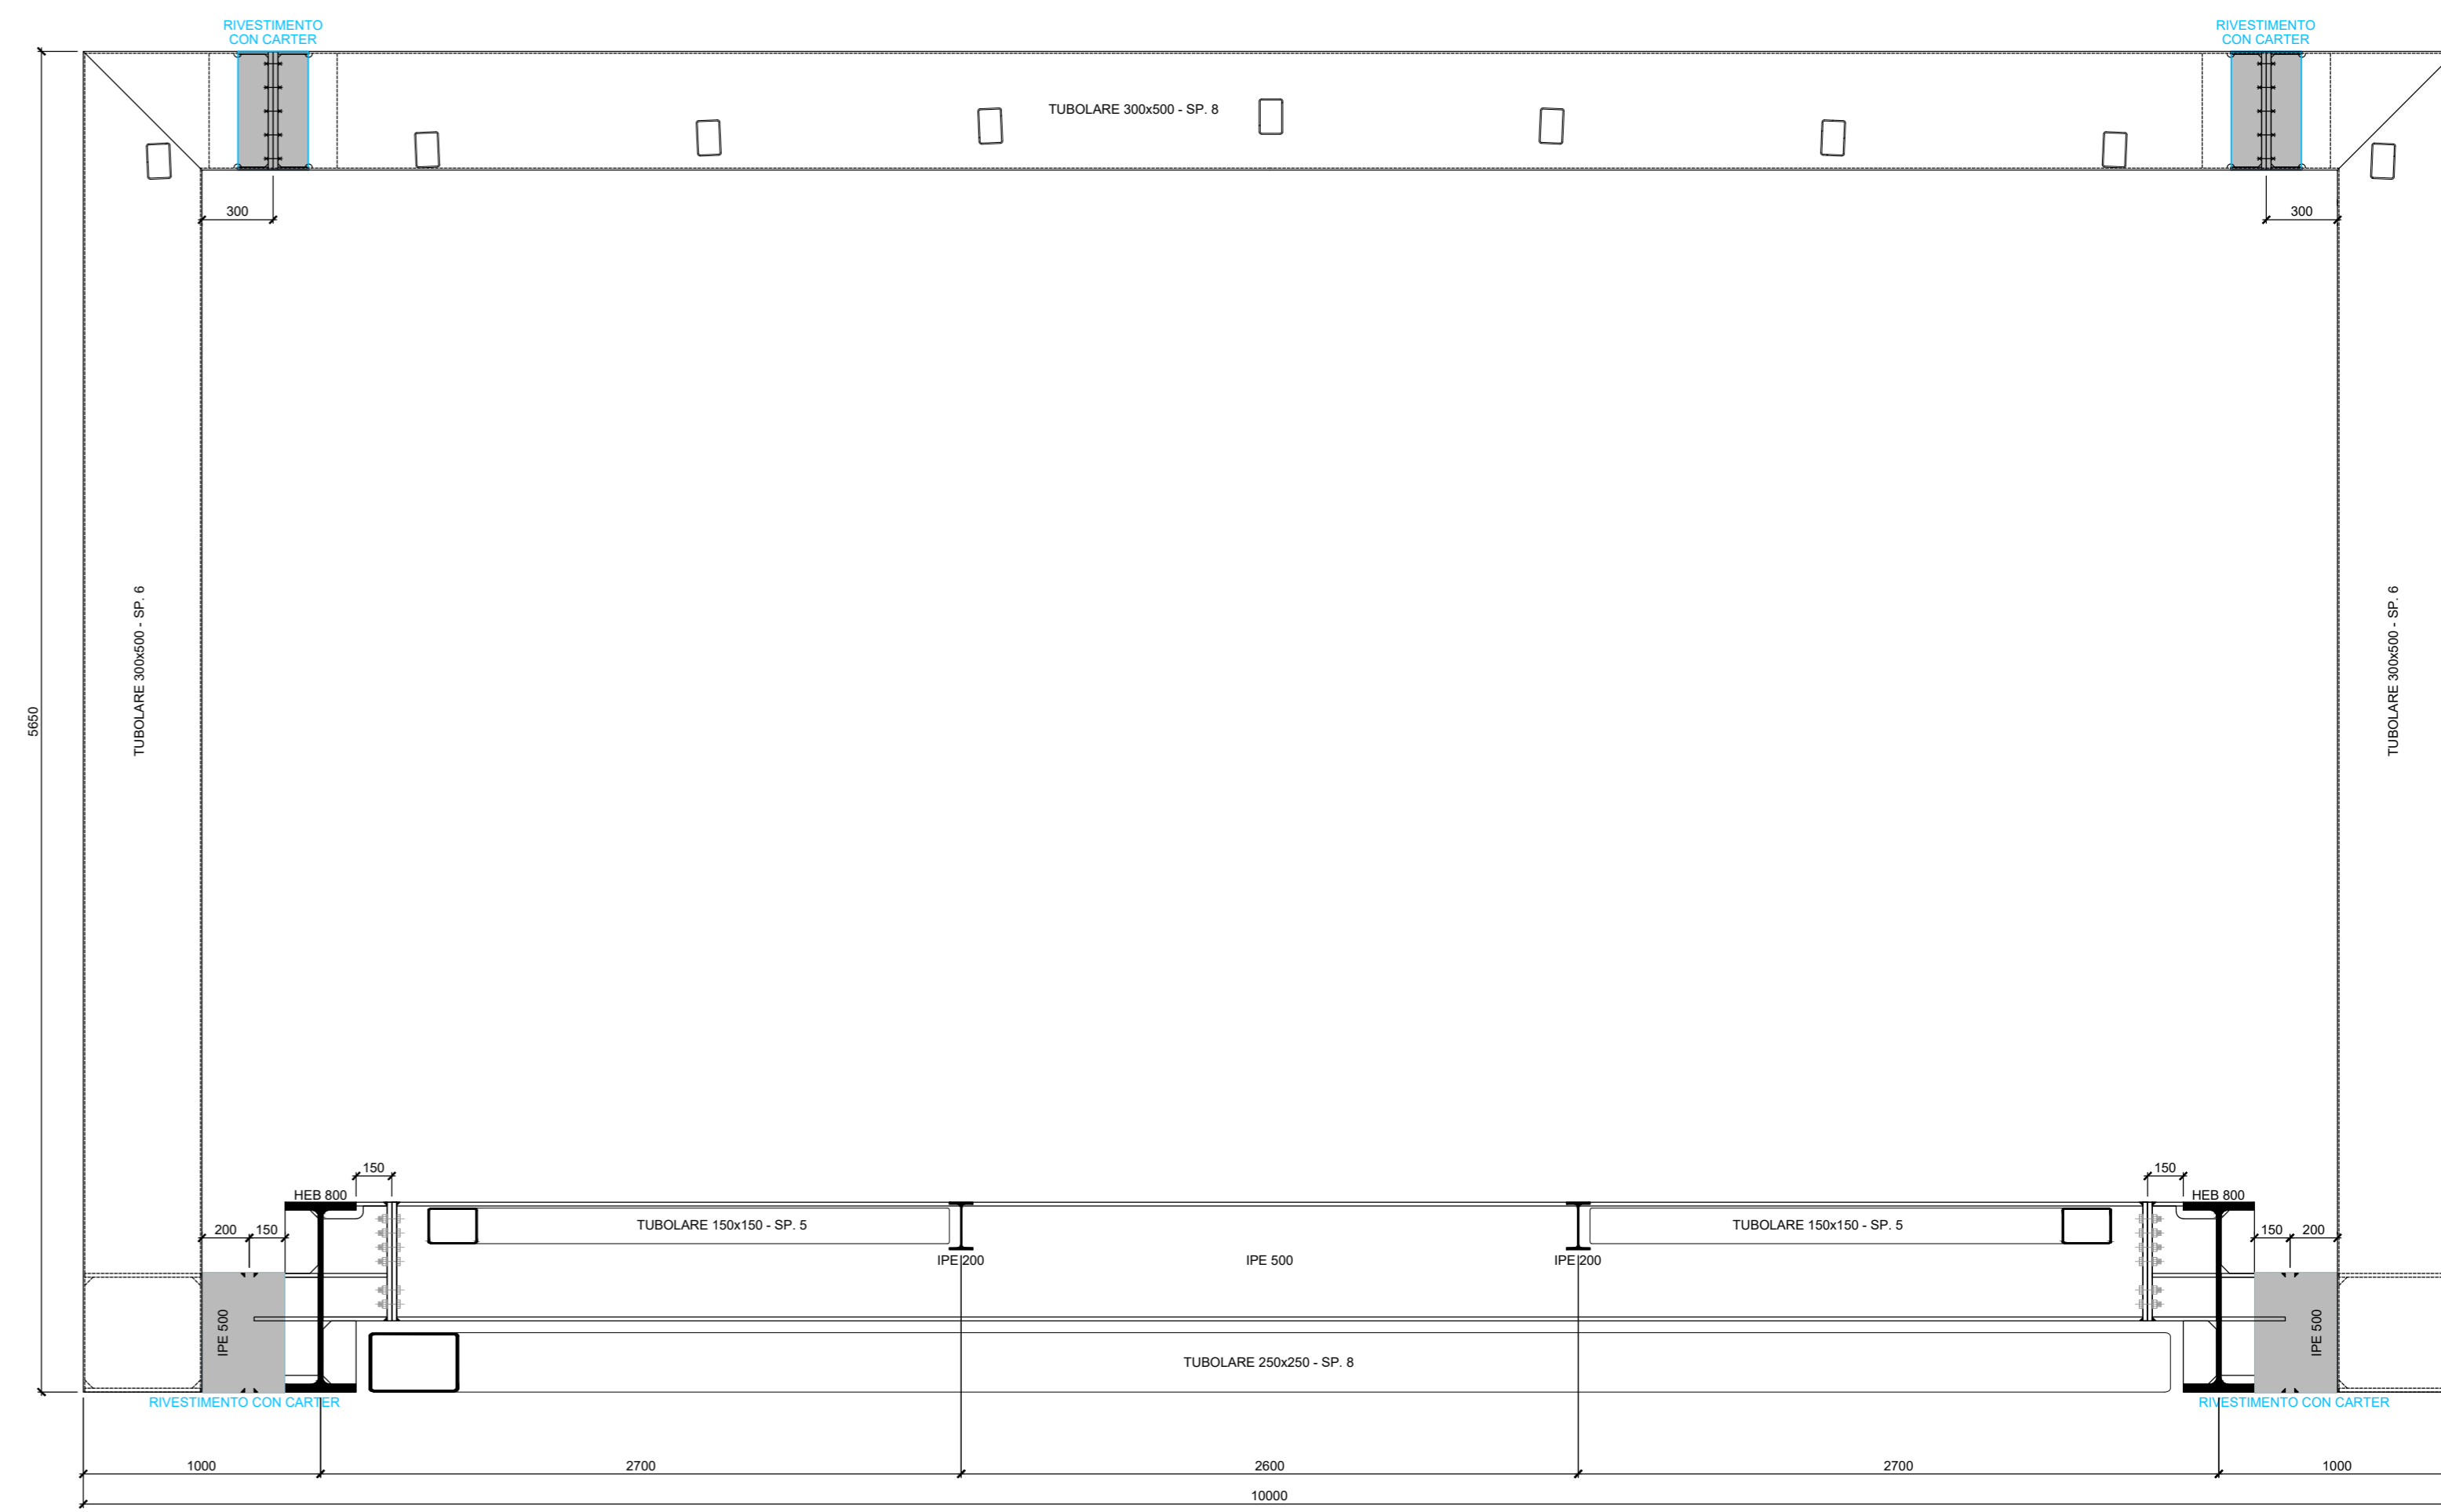 RIVESTIMENTO
CON CARTER
RIVESTIMENTO
CON CARTER
TUBOLARE 300x500 - SP. 8
300
300
TUBOLARE 300x500 - SP. 6
TUBOLARE 300x500 - SP. 6
5650
150
150
HEB 800
HEB 800
200
150
TUBOLARE 150x150 - SP. 5
TUBOLARE 150x150 - SP. 5
150
200
IPE 200
IPE 500
IPE 200
IPE 500
IPE 500
TUBOLARE 250x250 - SP. 8
RIVESTIMENTO CON CARTER
RIVESTIMENTO CON CARTER
1000
2700
2600
2700
1000
10000